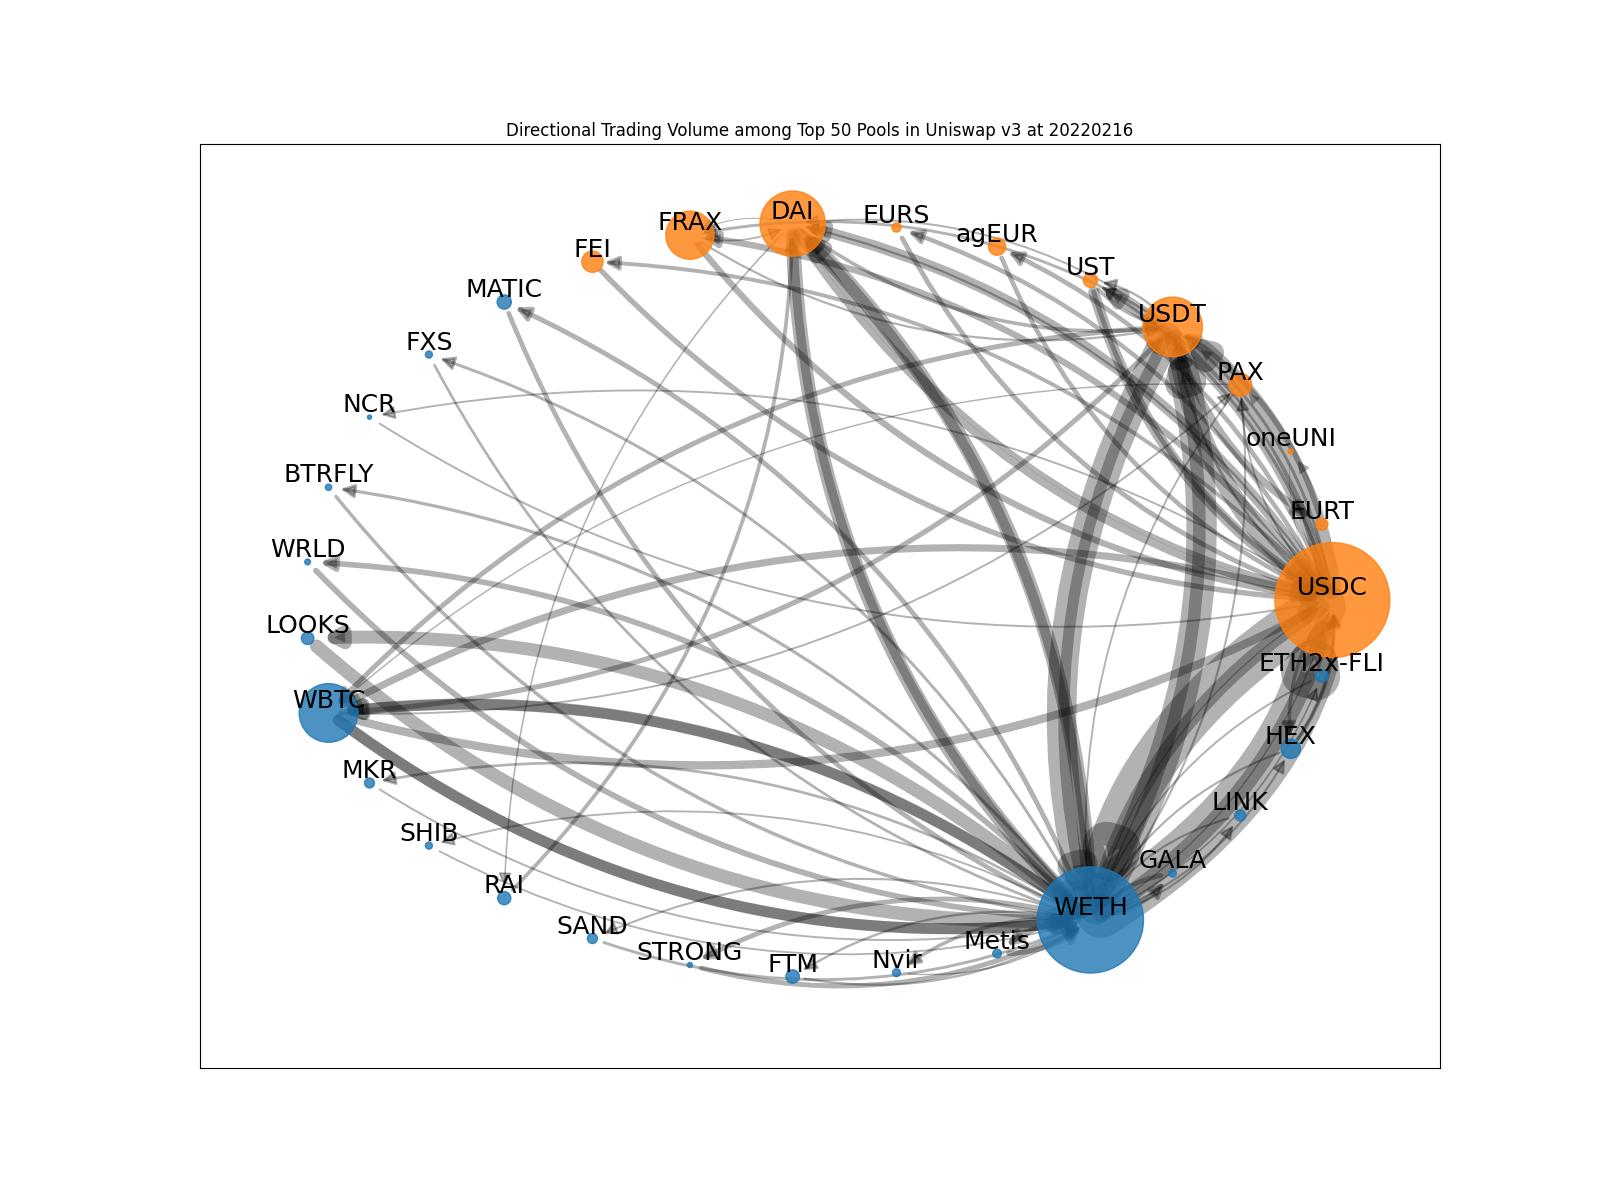 Directional Trading Volume among Top 50 Pools in Uniswap v3 at 20220216
DAI
EURS
FRAX
agEUR
FEI
UST
MATIC
USDT
FXS
PAX
NCR
oneUNI
BTRFLY
EURT
WRLD
USDC
LOOKS
ETH2x-FLI
WBTC
HEX
MKR
LINK
SHIB
GALA
RAI
WETH
SAND
Metis
STRONG
Nvir
FTM